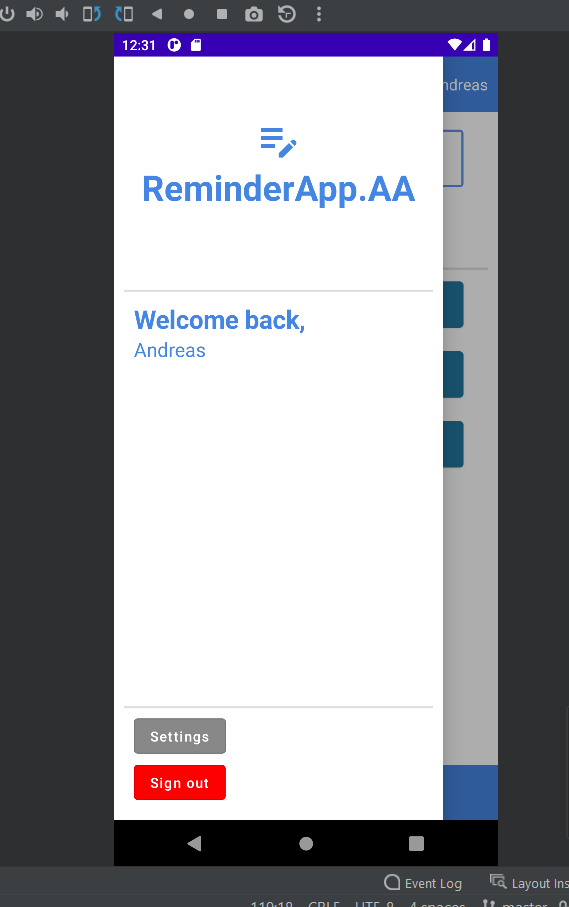 12:31
ndreas
ReminderApp.AA
Welcome back,
Andreas
Settings
Sign out
Event Log
Layout Ins
110:18 CRLF UTF-8 4 spaces master